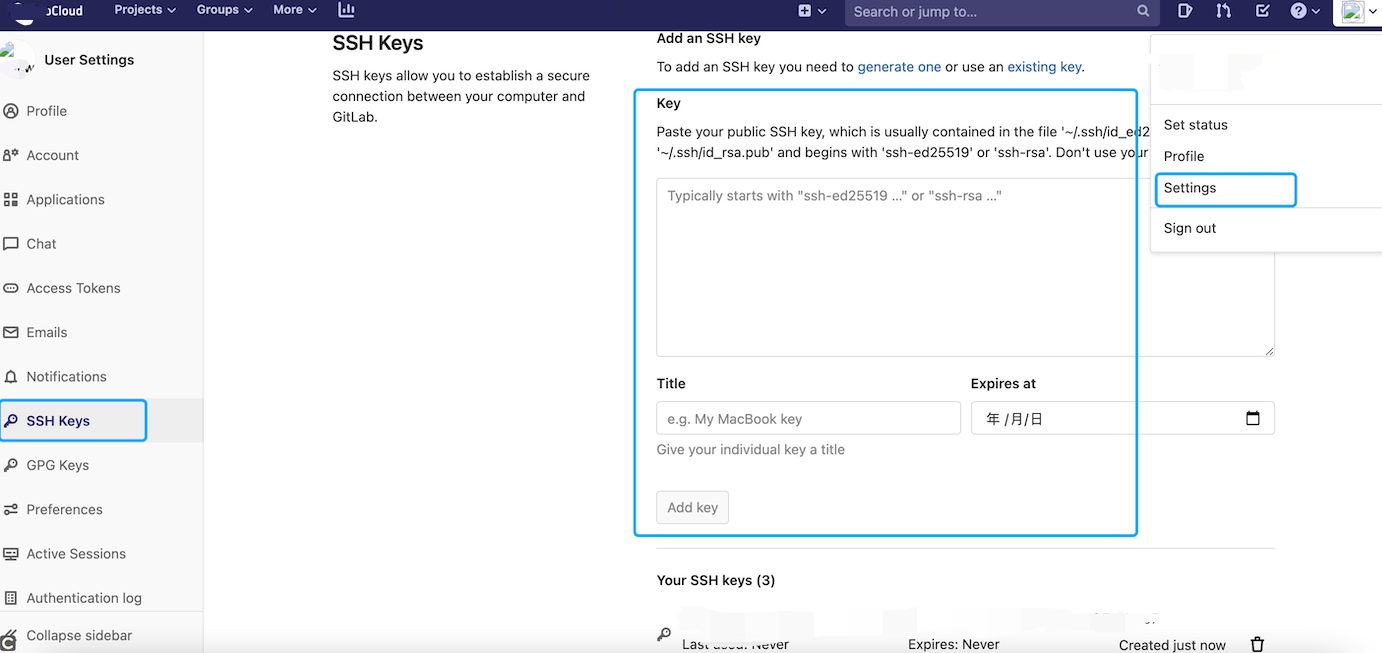 Cloud
Projects
Groups
More
Search or jump to...
User Settings
Profile
Account
Applications
Chat
Access Tokens
Emails
Notifications
SSH Keys
GPG Keys
Preferences
Active Sessions
Authentication log
Collapse sidebar
SSH Keys
SSH keys allow you to establish a secure
connection between your computer and
GitLab.
Add an SSH key
To add an SSH key you need to generate one or use an existing key.
Key
Paste your public SSH key, which is usually contained in the file '~/.ssh/id_ed2
'~/.ssh/id_rsa.pub' and begins with 'ssh-ed25519' or 'ssh-rsa'. Don't use your
Typically starts with "ssh-ed25519 ..." or "ssh-rsa ..."
Title
Expires at
e.g. My MacBook key
年 /月/日
Give your individual key a title
Add key
Your SSH keys (3)
Last used: Never
Expires: Never
Created just now
Set status
Profile
Settings
Sign out